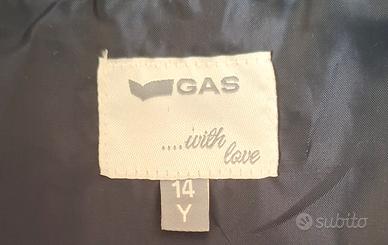 GAS
....with
love
14
Y
subito